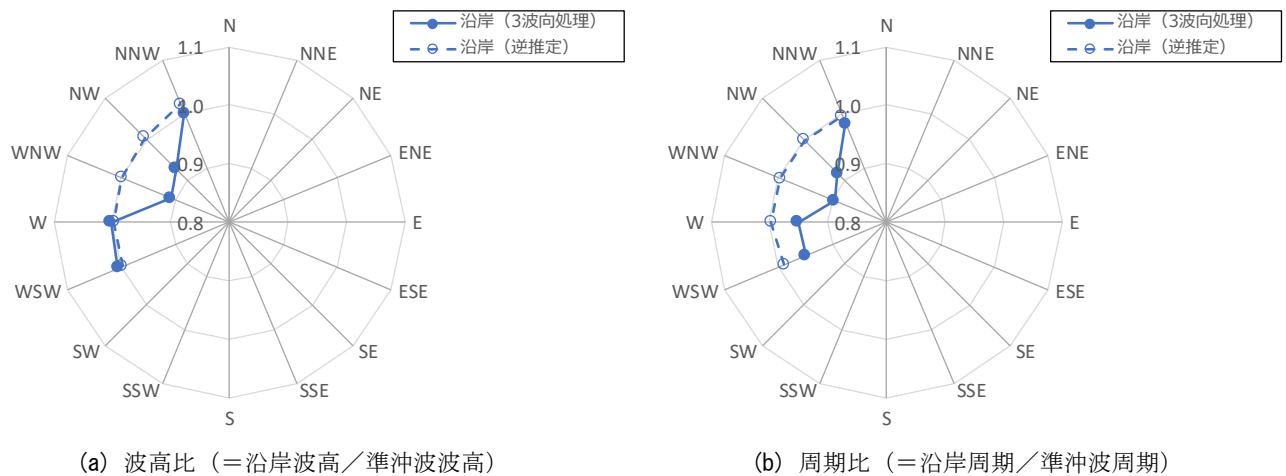 沿岸（3波向処理）
沿岸（逆推定）
N
NNE
NE
ENE
E
ESE
SE
SSE
S
SSW
SW
WSW
W
WNW
NW
NNW
1.1
1.0
0.9
0.8
(a) 波高比（＝沿岸波高／準沖波波高）
沿岸（3波向処理）
沿岸（逆推定）
N
NNE
NE
ENE
E
ESE
SE
SSE
S
SSW
SW
WSW
W
WNW
NW
NNW
1.1
1.0
0.9
0.8
(b) 周期比（＝沿岸周期／準沖波周期）